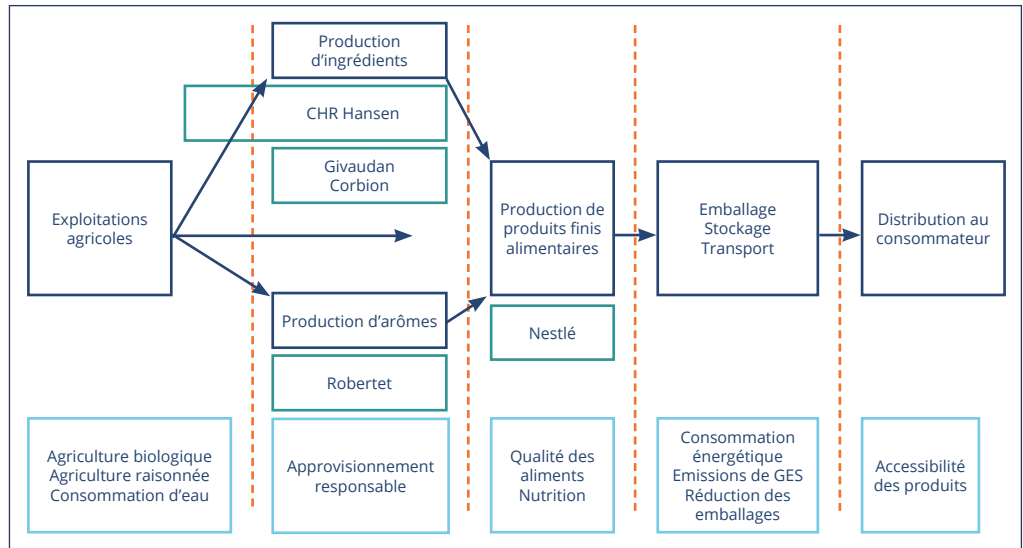 Production
d'ingrédients
CHR Hansen
Givaudan
Corbion
Exploitations
agricoles
Production de
produits finis
alimentaires
Emballage
Stockage
Transport
Distribution au
consommateur
Production d'arômes
Nestlé
Robertet
Agriculture biologique
Agriculture raisonnée
Consommation d'eau
Approvisionnement
responsable
Qualité des
aliments
Nutrition
Consommation
énergétique
Emissions de GES
Réduction des
emballages
Accessibilité
des produits